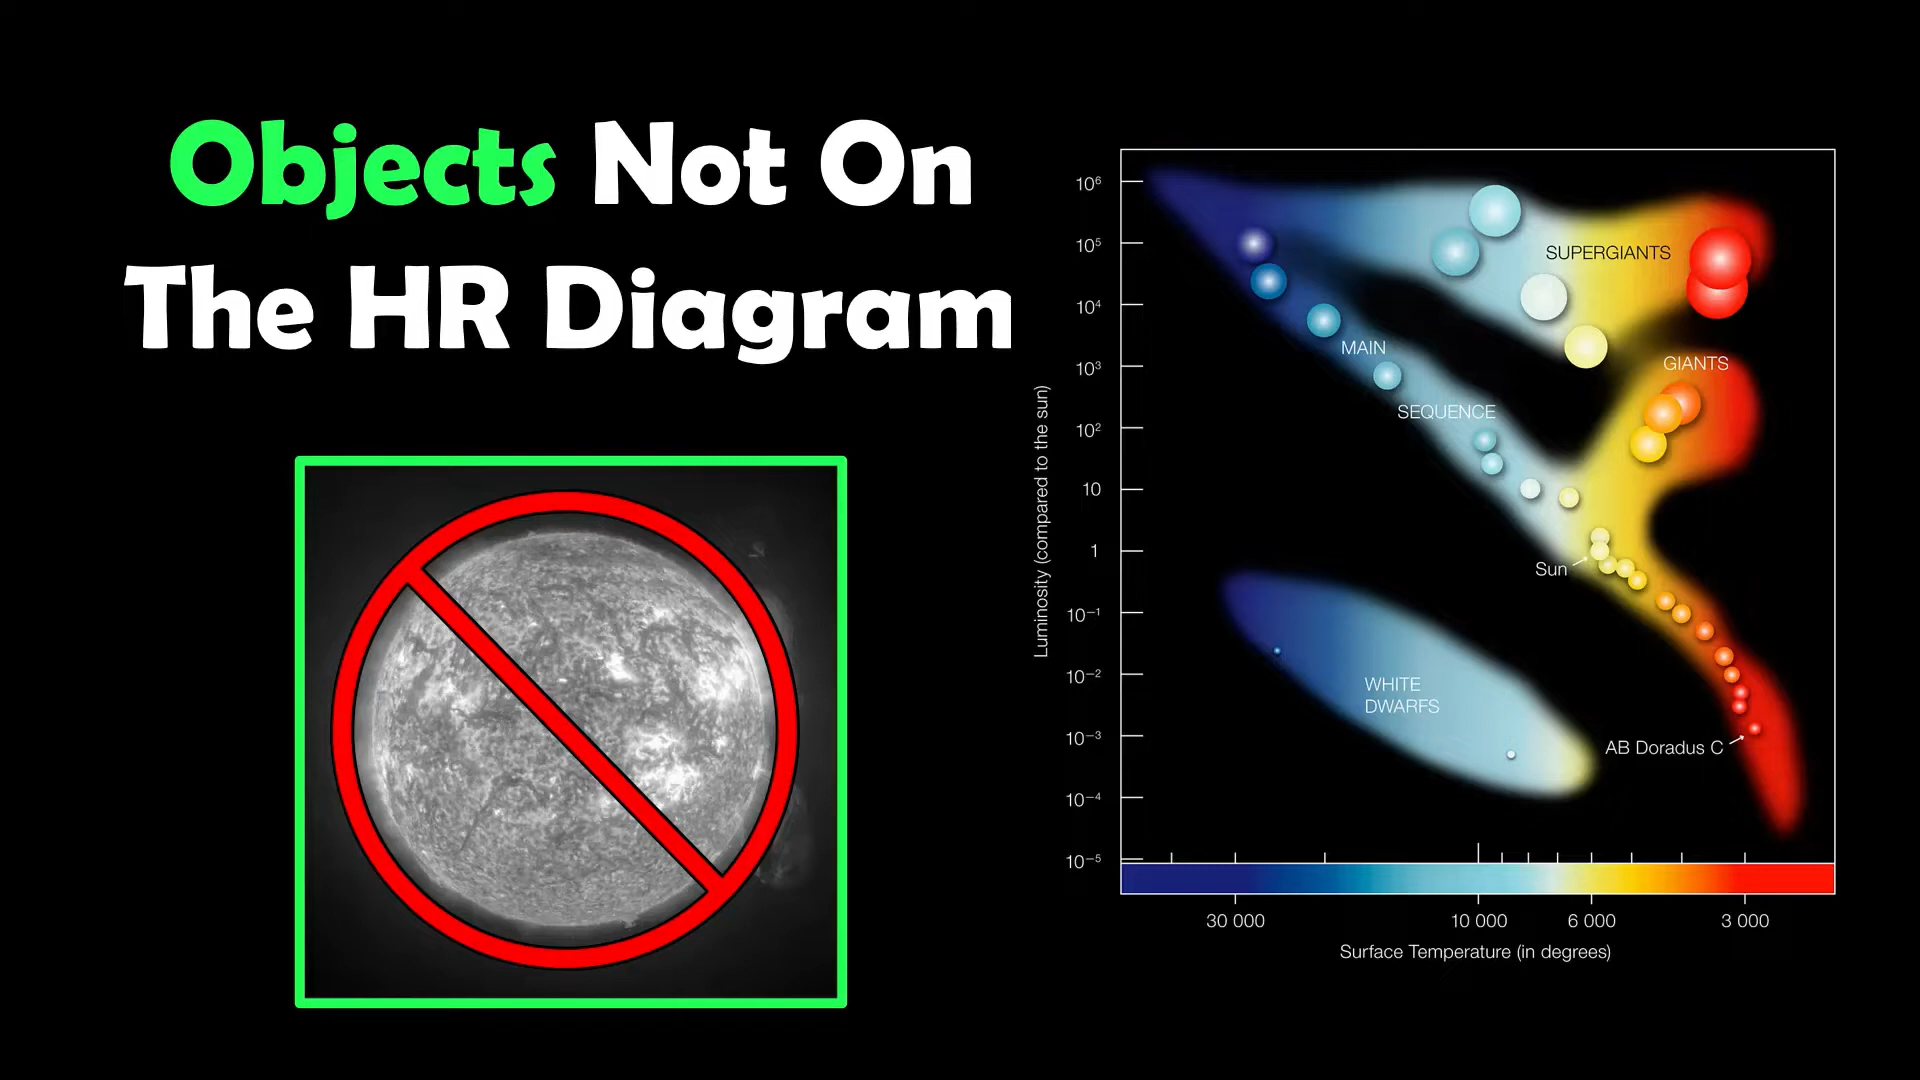 Objects Not On
The HR Diagram
Luminosity (compared to the sun)
10⁶
10⁵
10⁴
10³
10²
10
1
10⁻¹
10⁻²
10⁻³
10⁻⁴
10⁻⁵
SUPERGIANTS
MAIN
GIANTS
SEQUENCE
Sun
WHITE
DWARFS
AB Doradus C
30 000
10 000
6 000
3 000
Surface Temperature (in degrees)